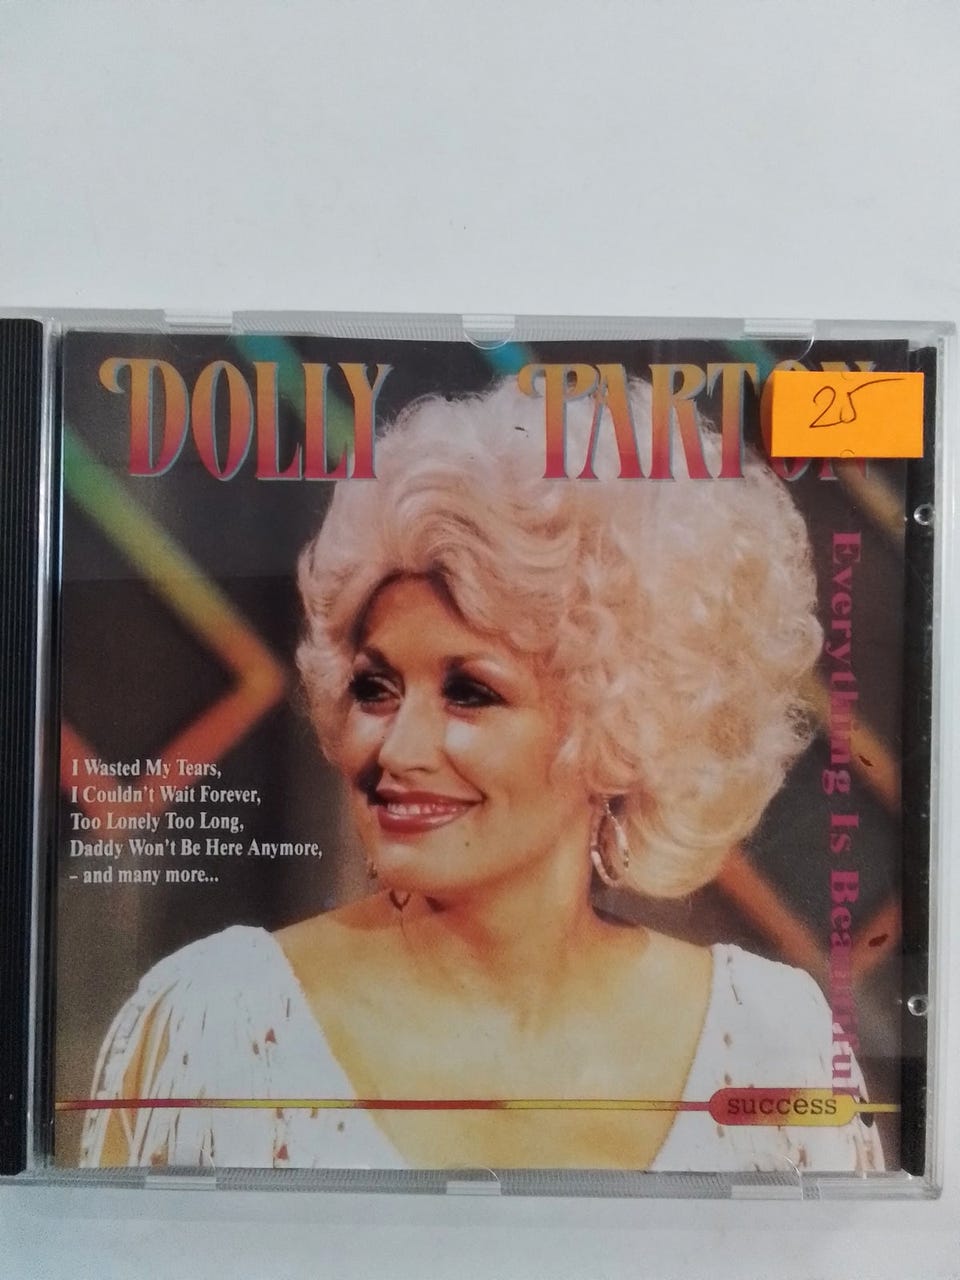 DOLLY PARTON
25
Everything Is Beautiful
I Wasted My Tears,
I Couldn't Wait Forever,
Too Lonely Too Long,
Daddy Won't Be Here Anymore,
- and many more...
success